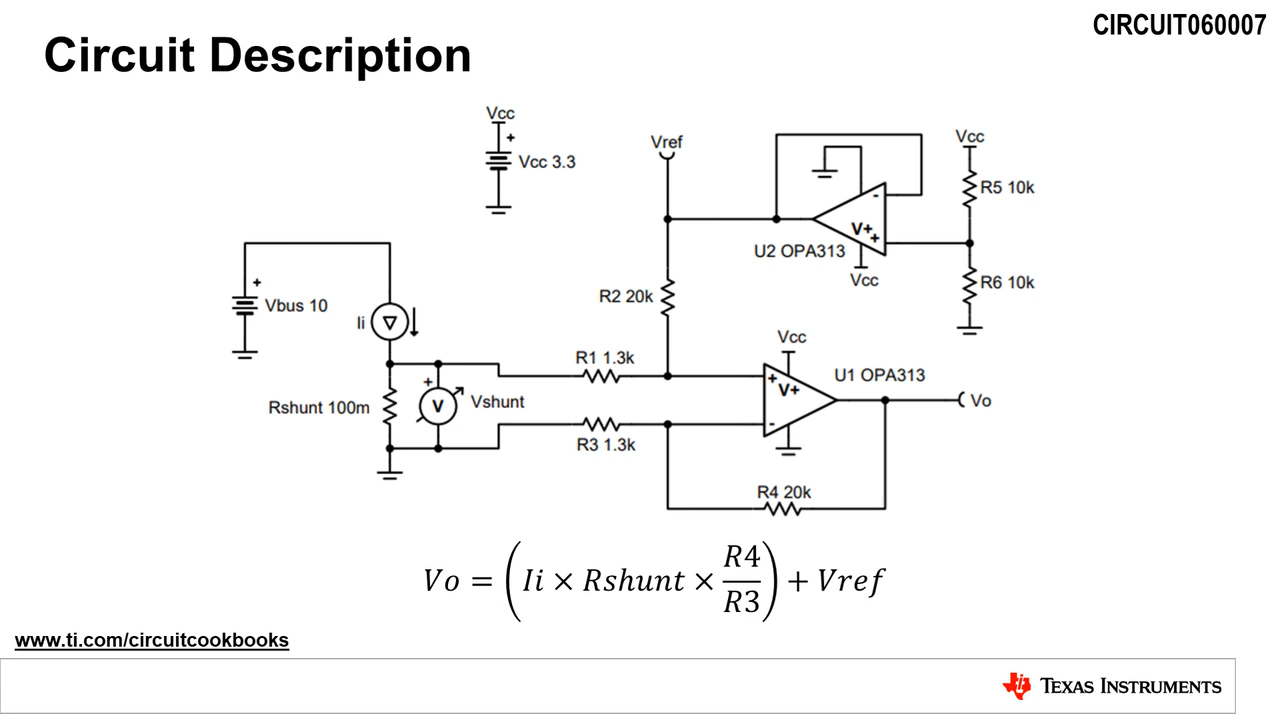 CIRCUIT060007
Circuit Description
Vcc
+
Vcc 3.3
Vref
Vcc
R5 10k
-
V+
+
U2 OPA313
Vcc
R6 10k
+
Vbus 10
Ii
R2 20k
Vcc
R1 1.3k
+
V+
-
U1 OPA313
Vo
Rshunt 100m
+
V
Vshunt
R3 1.3k
R4 20k
Vo = (Ii × Rshunt × R4/R3) + Vref
www.ti.com/circuitcookbooks
TEXAS INSTRUMENTS